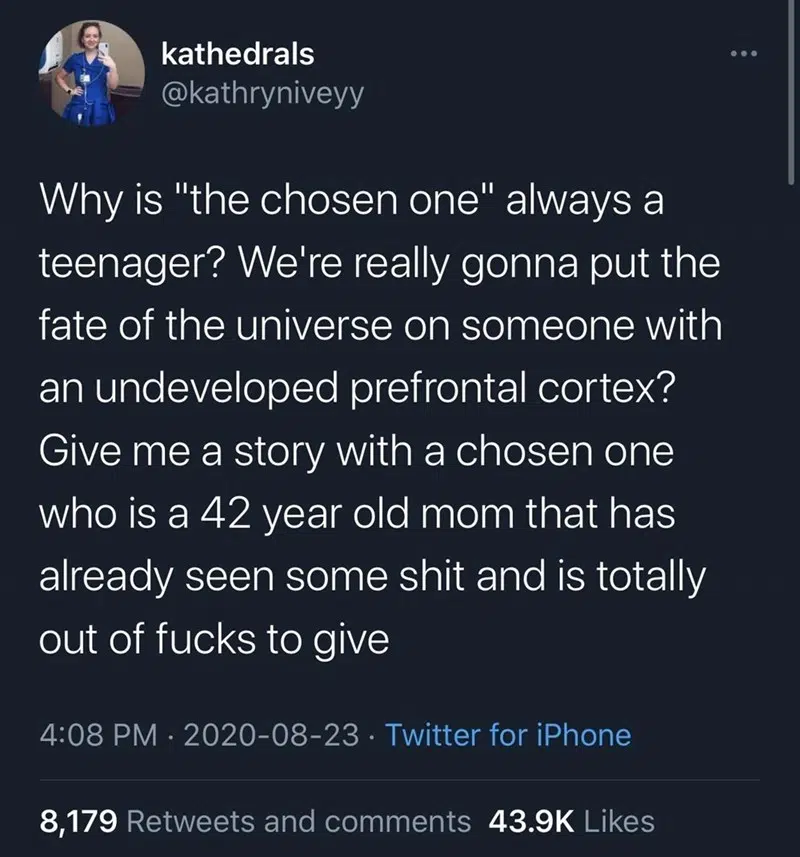 kathedrals
@kathryniveyy
Why is "the chosen one" always a
teenager? We're really gonna put the
fate of the universe on someone with
an undeveloped prefrontal cortex?
Give me a story with a chosen one
who is a 42 year old mom that has
already seen some shit and is totally
out of fucks to give
4:08 PM · 2020-08-23 · Twitter for iPhone
8,179 Retweets and comments 43.9K Likes